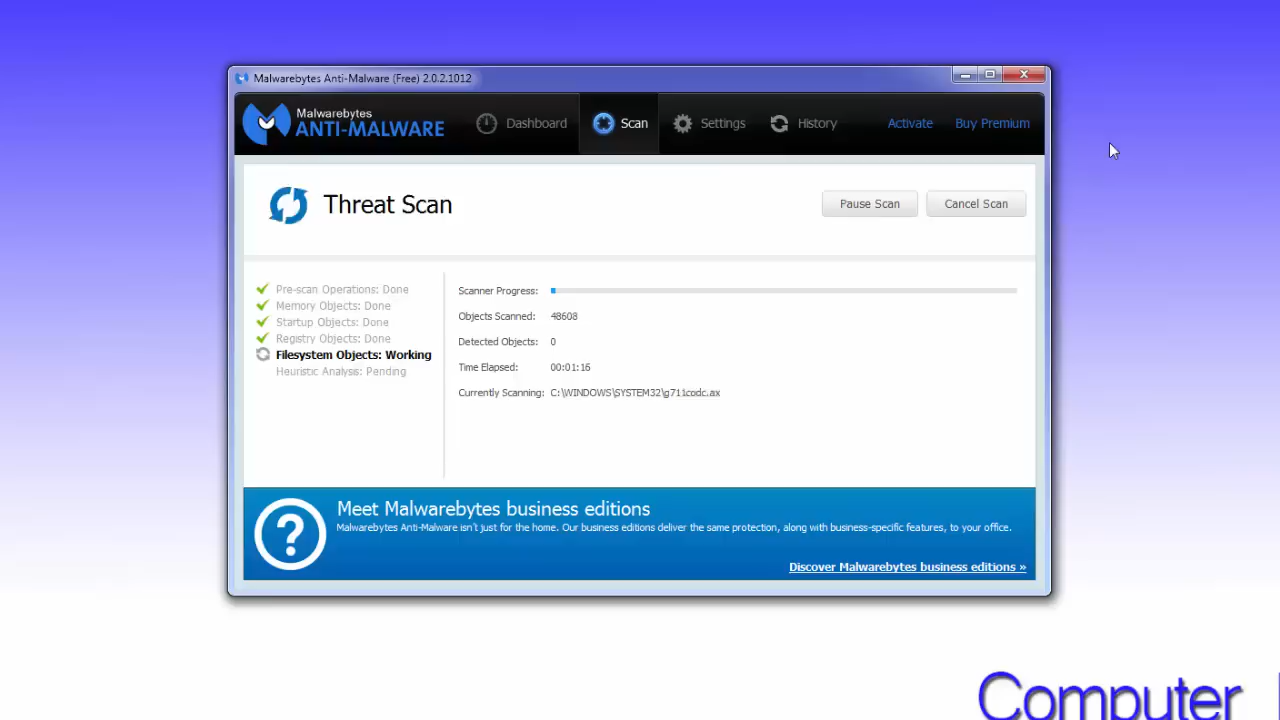 Malwarebytes Anti-Malware (Free) 2.0.2.1012
Malwarebytes
ANTI-MALWARE
Dashboard
Scan
Settings
History
Activate
Buy Premium
Threat Scan
Pause Scan
Cancel Scan
Pre-scan Operations: Done
Memory Objects: Done
Startup Objects: Done
Registry Objects: Done
Filesystem Objects: Working
Heuristic Analysis: Pending
Scanner Progress:
Objects Scanned: 48608
Detected Objects: 0
Time Elapsed: 00:01:16
Currently Scanning: C:\WINDOWS\SYSTEM32\g711codc.ax
Meet Malwarebytes business editions
Malwarebytes Anti-Malware isn't just for the home. Our business editions deliver the same protection, along with business-specific features, to your office.
Discover Malwarebytes business editions »
Computer